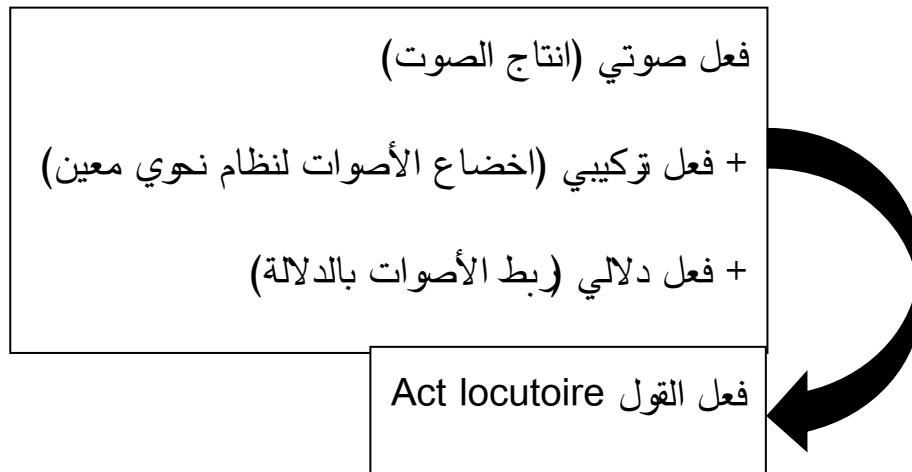 فعل صوتي (انتاج الصوت)
+ فعل تركيبي (اخضاع الأصوات لنظام نحوي معين)
+ فعل دلالي (ربط الأصوات بالدلالة)
فعل القول Act locutoire